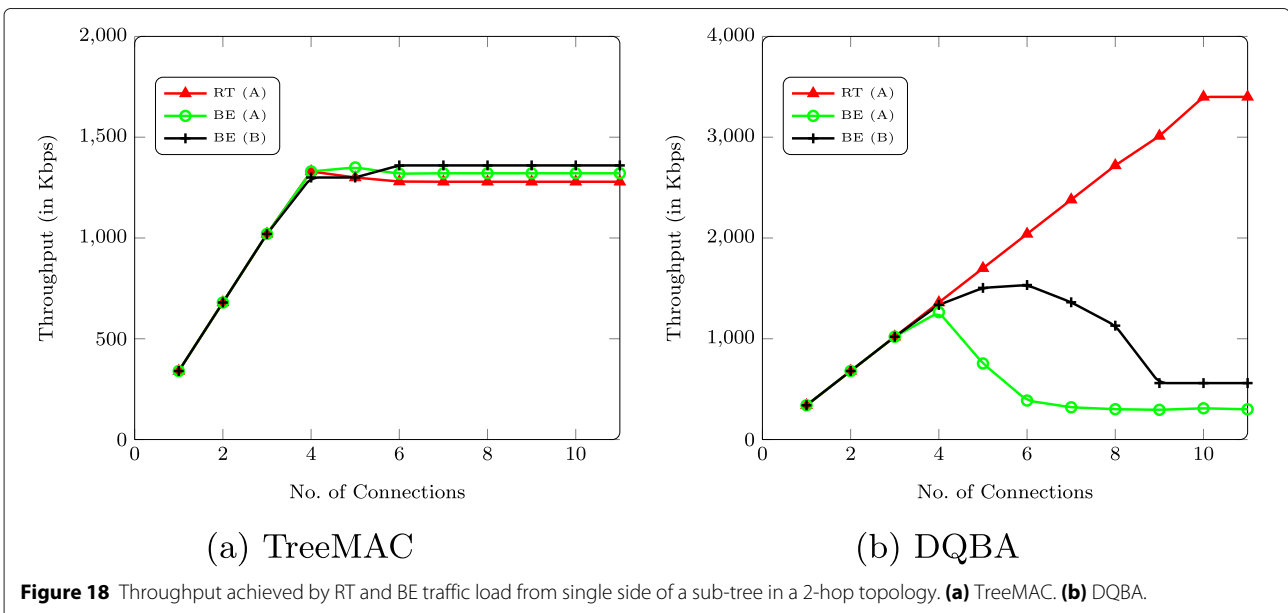 2,000
1,500
1,000
500
0
0
2
4
6
8
10
Throughput (in Kbps)
No. of Connections
RT (A)
BE (A)
BE (B)
(a) TreeMAC
4,000
3,000
2,000
1,000
0
0
2
4
6
8
10
Throughput (in Kbps)
No. of Connections
RT (A)
BE (A)
BE (B)
(b) DQBA
Figure 18 Throughput achieved by RT and BE traffic load from single side of a sub-tree in a 2-hop topology. (a) TreeMAC. (b) DQBA.